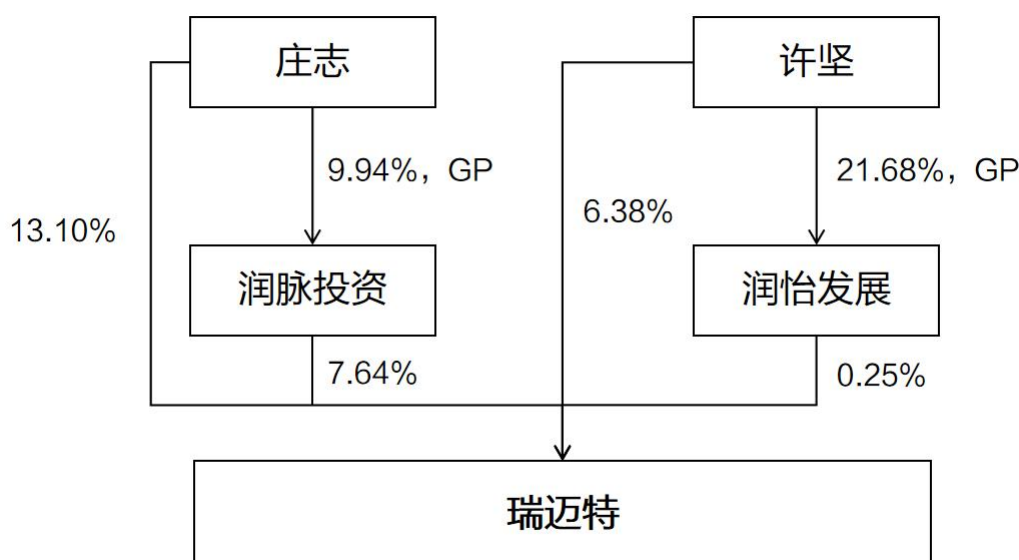 庄志
许坚
9.94%，GP
21.68%，GP
13.10%
6.38%
润脉投资
润怡发展
7.64%
0.25%
瑞迈特